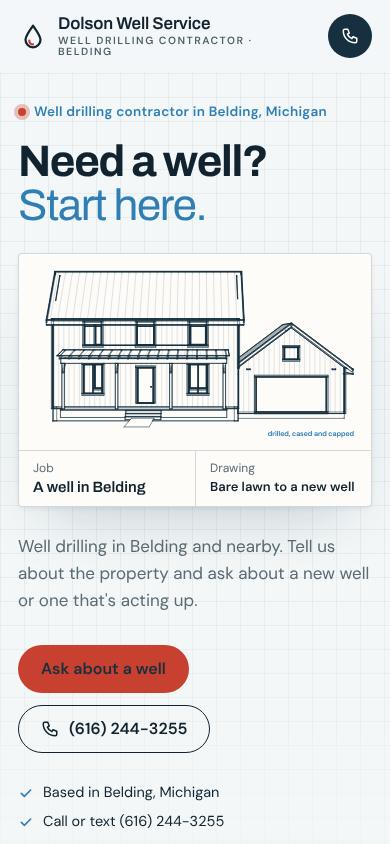 Dolson Well Service
WELL DRILLING CONTRACTOR ·
BELDING
Well drilling contractor in Belding, Michigan
Need a well?
Start here.
drilled, cased and capped
Job
A well in Belding
Drawing
Bare lawn to a new well
Well drilling in Belding and nearby. Tell us
about the property and ask about a new well
or one that's acting up.
Ask about a well
(616) 244-3255
Based in Belding, Michigan
Call or text (616) 244-3255